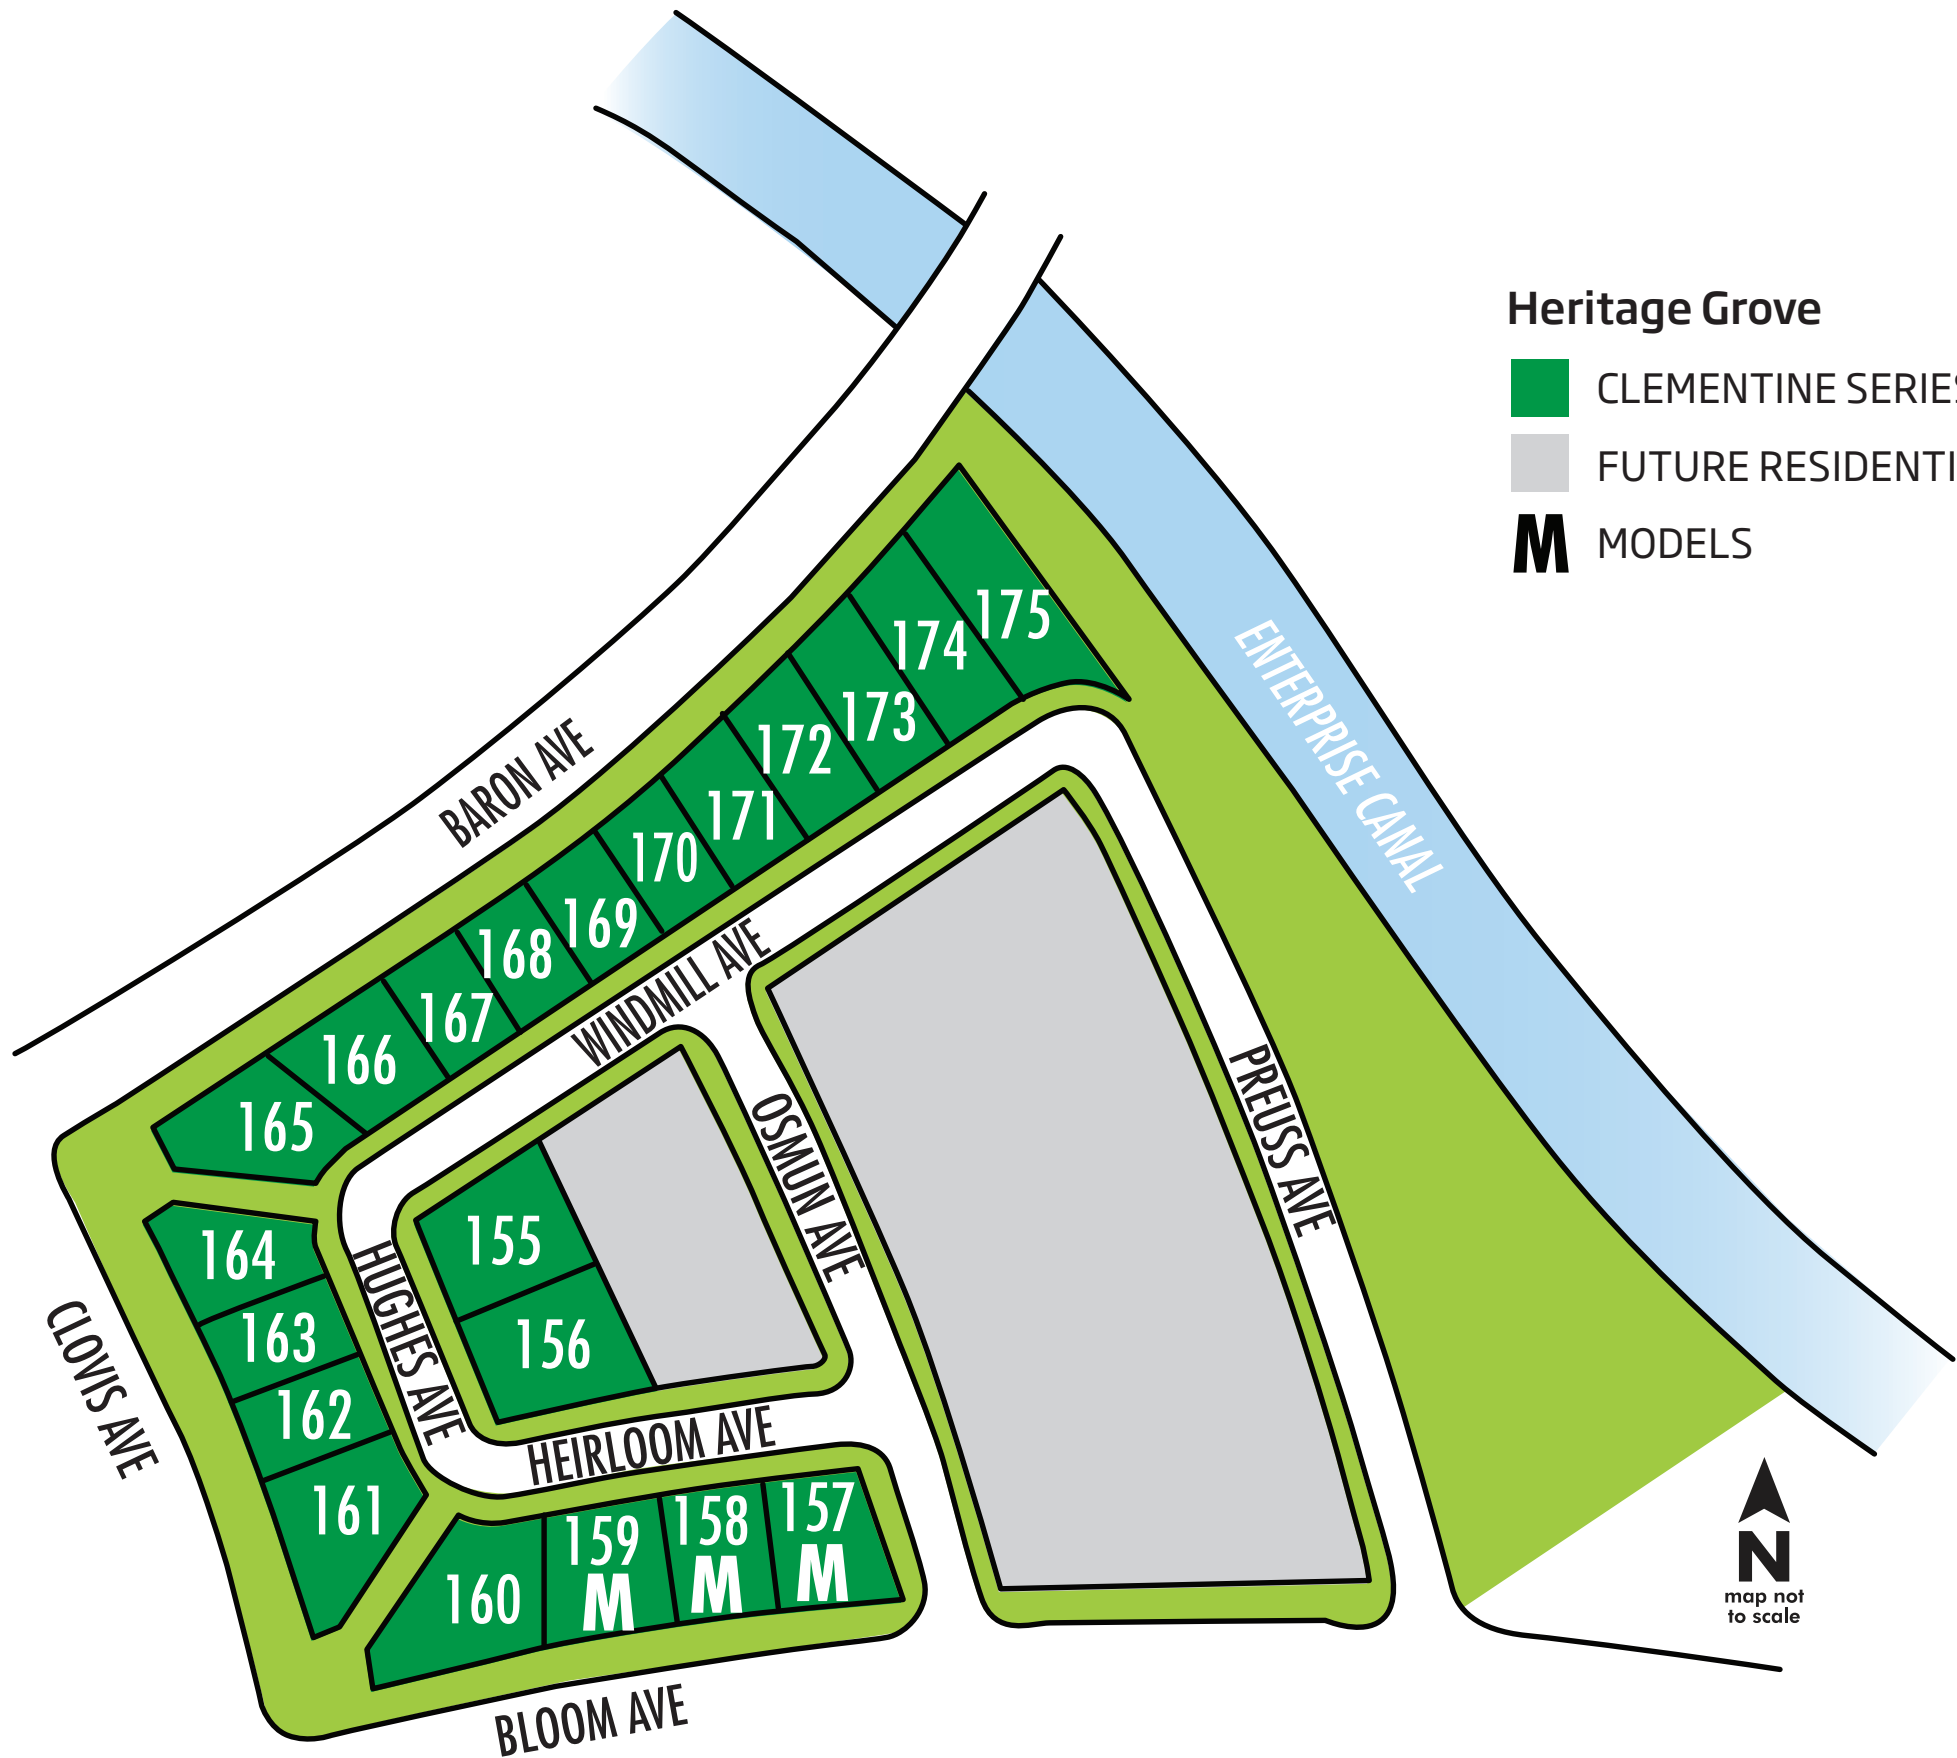 Heritage Grove
CLEMENTINE SERIES
FUTURE RESIDENTI
M MODELS
ENTERPRISE CANAL
BARON AVE
175
174
173
172
171
170
169
168
167
166
165
WINDMILL AVE
OSMUN AVE
PREUSS AVE
164
163
162
161
155
156
HUGHES AVE
CLOVIS AVE
HEIRLOOM AVE
160
159
M
158
M
157
M
BLOOM AVE
N
map not
to scale